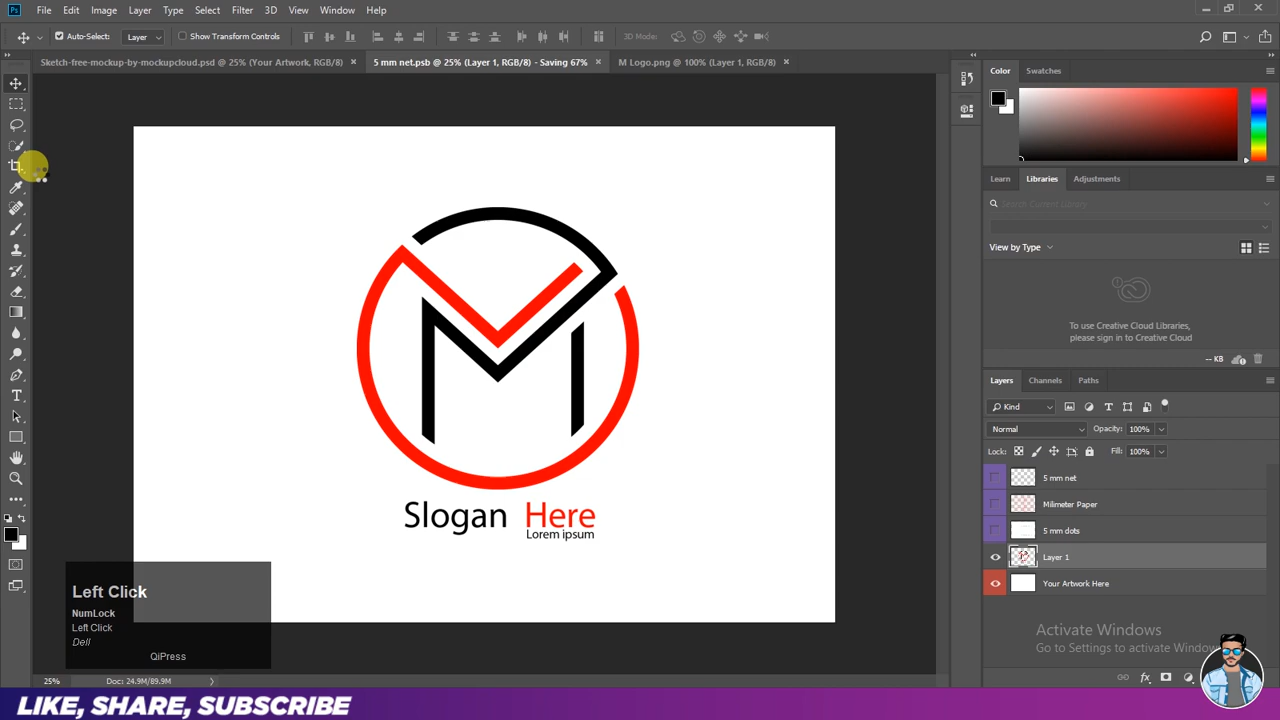 Ps File Edit Image Layer Type Select Filter 3D View Window Help
Auto-Select: Layer Show Transform Controls 3D Mode:
Sketch-free-mockup-by-mockupcloud.psd @ 25% (Your Artwork, RGB/8) 5 mm net.psb @ 25% (Layer 1, RGB/8) - Saving 67% M Logo.png @ 100% (Layer 1, RGB/8)
Color Swatches
Learn Libraries Adjustments
Search Current Library
View by Type
To use Creative Cloud Libraries,
please sign in to Creative Cloud
-- KB
Layers Channels Paths
Kind
Normal Opacity: 100%
Lock: Fill: 100%
5 mm net
Milimeter Paper
5 mm dots
Layer 1
Your Artwork Here
Slogan Here
Lorem ipsum
Left Click
NumLock
Left Click
Dell
QiPress
Activate Windows
Go to Settings to activate Window
25% Doc: 24.9M/89.9M
LIKE, SHARE, SUBSCRIBE